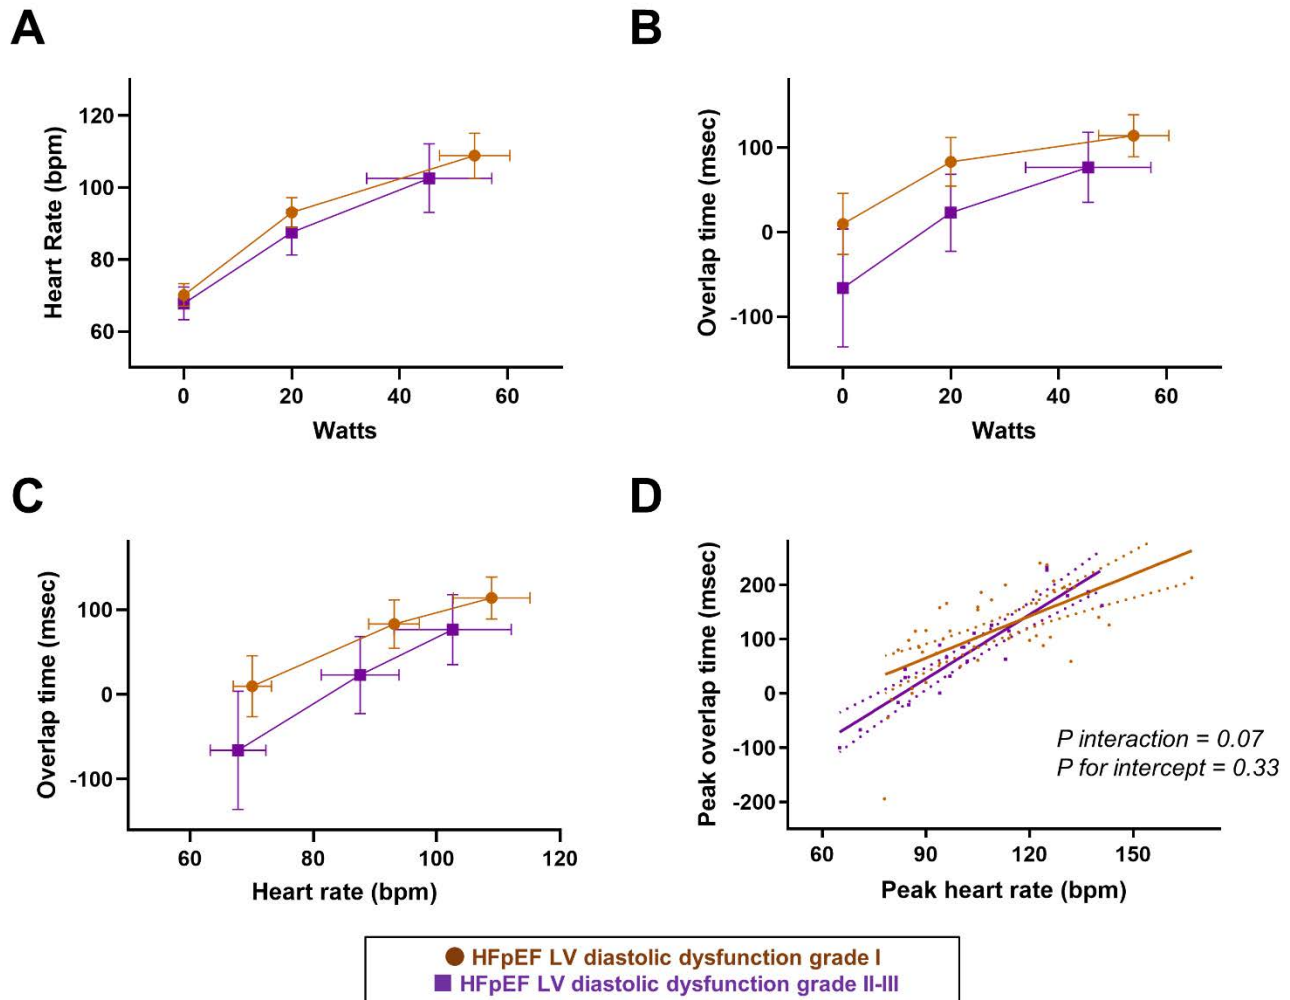 A
Heart Rate (bpm)
120
100
80
60
0 20 40 60
Watts
B
Overlap time (msec)
100
0
-100
0 20 40 60
Watts
C
Overlap time (msec)
100
0
-100
60 80 100 120
Heart rate (bpm)
D
Peak overlap time (msec)
200
100
0
-100
-200
P interaction = 0.07
P for intercept = 0.33
60 90 120 150
Peak heart rate (bpm)
HFpEF LV diastolic dysfunction grade I
HFpEF LV diastolic dysfunction grade II-III